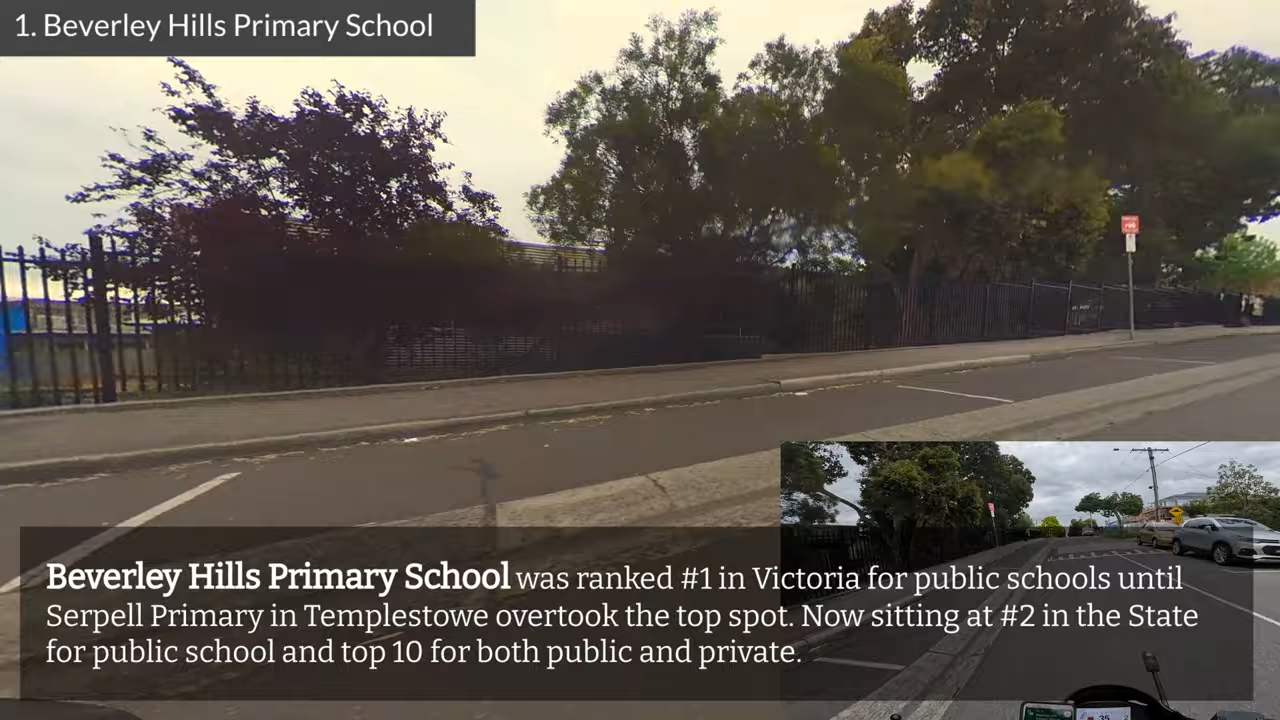 1. Beverley Hills Primary School
Beverley Hills Primary School was ranked #1 in Victoria for public schools until
Serpell Primary in Templestowe overtook the top spot. Now sitting at #2 in the State
for public school and top 10 for both public and private.